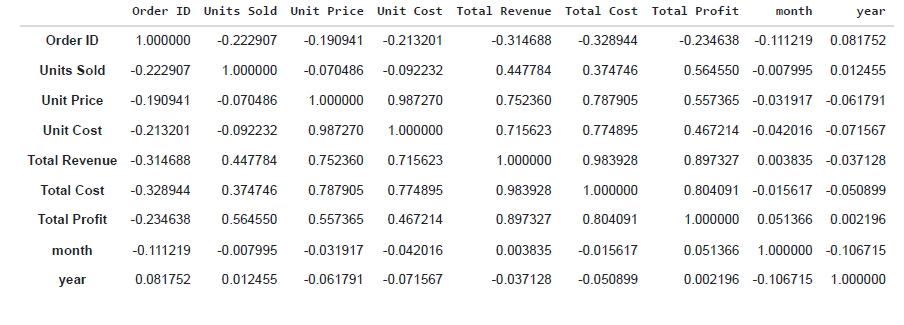 Order ID Units Sold Unit Price Unit Cost Total Revenue Total Cost Total Profit month year
Order ID 1.000000 -0.222907 -0.190941 -0.213201 -0.314688 -0.328944 -0.234638 -0.111219 0.081752
Units Sold -0.222907 1.000000 -0.070486 -0.092232 0.447784 0.374746 0.564550 -0.007995 0.012455
Unit Price -0.190941 -0.070486 1.000000 0.987270 0.752360 0.787905 0.557365 -0.031917 -0.061791
Unit Cost -0.213201 -0.092232 0.987270 1.000000 0.715623 0.774895 0.467214 -0.042016 -0.071567
Total Revenue -0.314688 0.447784 0.752360 0.715623 1.000000 0.983928 0.897327 0.003835 -0.037128
Total Cost -0.328944 0.374746 0.787905 0.774895 0.983928 1.000000 0.804091 -0.015617 -0.050899
Total Profit -0.234638 0.564550 0.557365 0.467214 0.897327 0.804091 1.000000 0.051366 0.002196
month -0.111219 -0.007995 -0.031917 -0.042016 0.003835 -0.015617 0.051366 1.000000 -0.106715
year 0.081752 0.012455 -0.061791 -0.071567 -0.037128 -0.050899 0.002196 -0.106715 1.000000